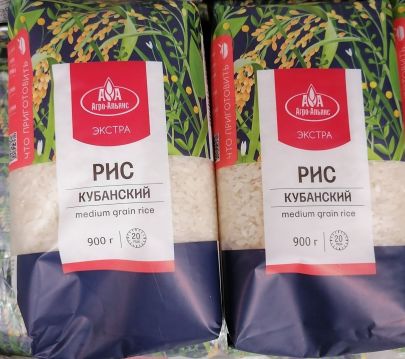 ЧТО ПРИГОТОВИТЬ
АА
Агро-Альянс
ЭКСТРА
РИС
КУБАНСКИЙ
medium grain rice
900 г
20
ЧТО ПРИГОТОВИТЬ
АА
Агро-Альянс
ЭКСТРА
РИС
КУБАНСКИЙ
medium grain rice
900 г
20